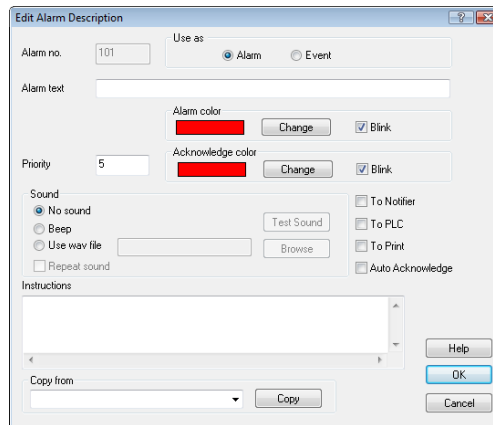 Edit Alarm Description
Use as
Alarm no. 101 Alarm Event
Alarm text
Alarm color
Change Blink
Acknowledge color
Priority 5 Change Blink
Sound
No sound
Beep
Use wav file
Repeat sound
Test Sound
Browse
To Notifier
To PLC
To Print
Auto Acknowledge
Instructions
Help
OK
Cancel
Copy from
Copy